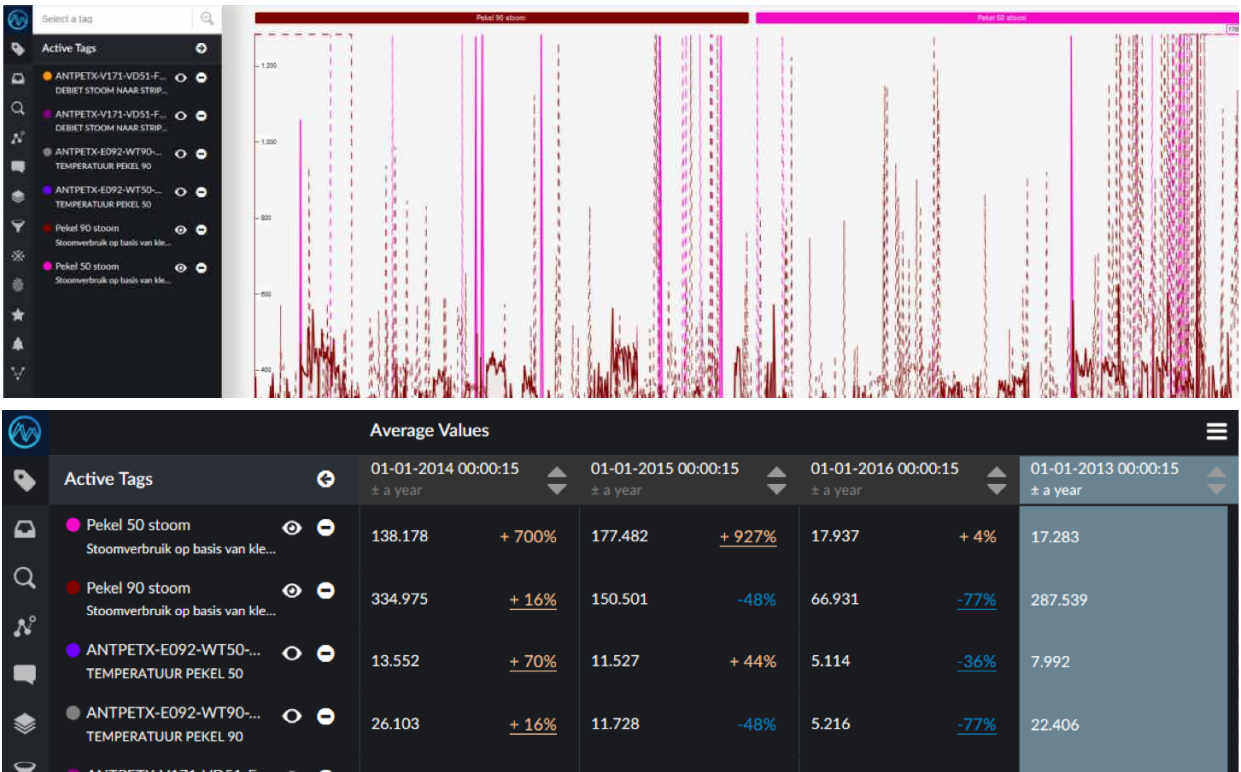 Select a tag
Pekel 90 stoom
Pekel 50 stoom
Active Tags
ANTPETX-V171-VD51-F...
DEBIET STOOM NAAR STRIP...
ANTPETX-V171-VD51-F...
DEBIET STOOM NAAR STRIP...
ANTPETX-E092-WT90-...
TEMPERATUUR PEKEL 90
ANTPETX-E092-WT50-...
TEMPERATUUR PEKEL 50
Pekel 90 stoom
Stoomverbruik op basis van kle...
Pekel 50 stoom
Stoomverbruik op basis van kle...
1,200
1,000
800
600
400
Average Values
Active Tags
01-01-2014 00:00:15 01-01-2015 00:00:15 01-01-2016 00:00:15 01-01-2013 00:00:15
± a year ± a year ± a year ± a year
Pekel 50 stoom
Stoomverbruik op basis van kle...
138.178 + 700% 177.482 + 927% 17.937 + 4% 17.283
Pekel 90 stoom
Stoomverbruik op basis van kle...
334.975 + 16% 150.501 -48% 66.931 -77% 287.539
ANTPETX-E092-WT50-...
TEMPERATUUR PEKEL 50
13.552 + 70% 11.527 + 44% 5.114 -36% 7.992
ANTPETX-E092-WT90-...
TEMPERATUUR PEKEL 90
26.103 + 16% 11.728 -48% 5.216 -77% 22.406